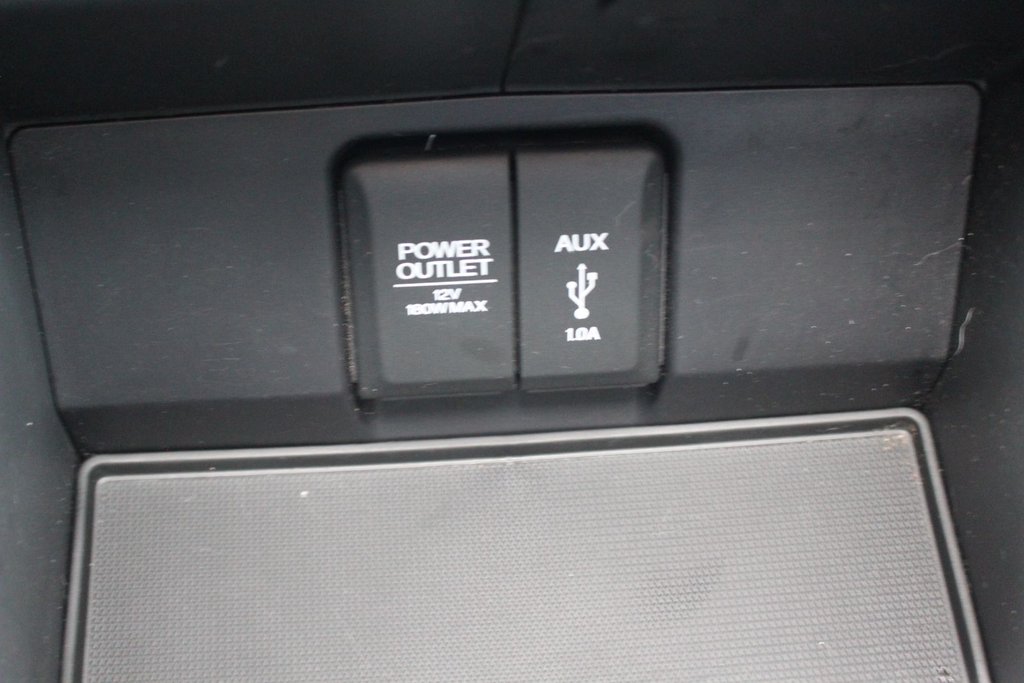 POWER
OUTLET
12V
180W MAX
AUX
1.0A